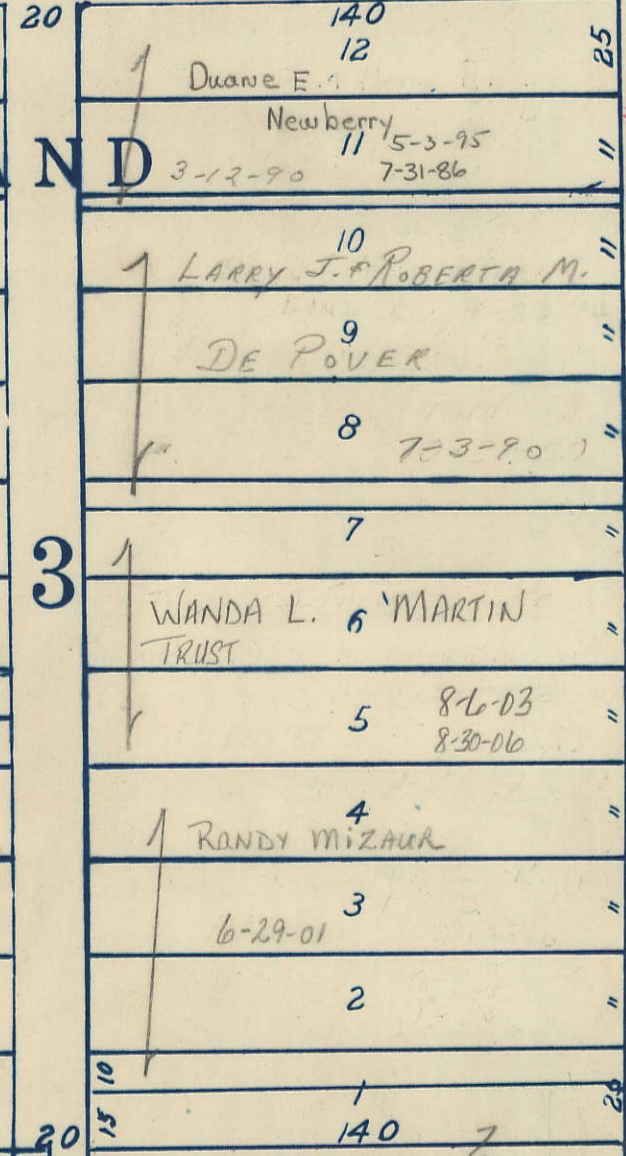 20 140
12 25
Duane E.
Newberry
ND 11 5-3-95 "
3-12-90 7-31-86
10 "
LARRY J. & ROBERTA M.
9 "
DE POVER
8 "
7-3-90
7 "
3
WANDA L. 6 MARTIN "
TRUST
5 8-6-03 "
8-30-06
4 "
RANDY MIZAUR
3 "
6-29-01
2 "
10
1
15
20 140
7